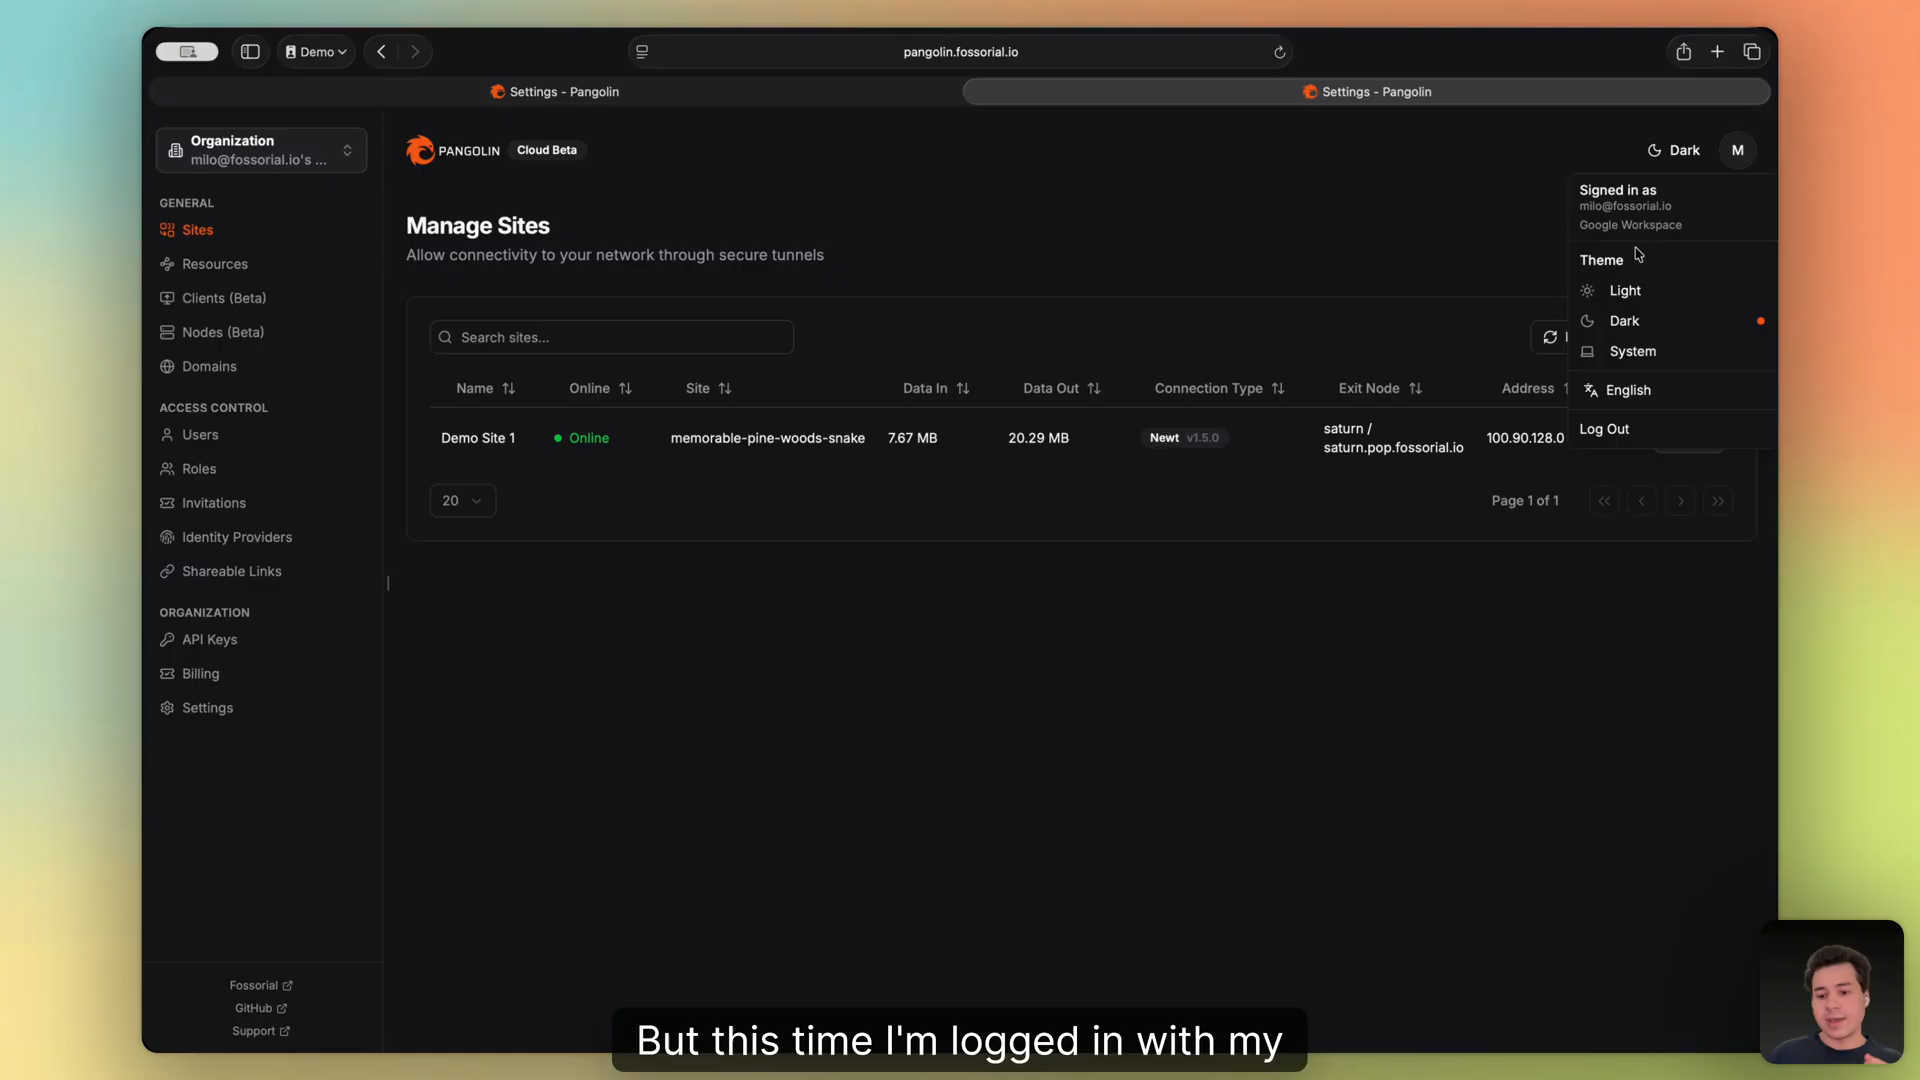 Demo
pangolin.fossorial.io
Settings - Pangolin
Settings - Pangolin
Organization
milo@fossorial.io's ...
PANGOLIN
Cloud Beta
Dark
M
Signed in as
milo@fossorial.io
Google Workspace
GENERAL
Sites
Resources
Clients (Beta)
Nodes (Beta)
Domains
ACCESS CONTROL
Users
Roles
Invitations
Identity Providers
Shareable Links
ORGANIZATION
API Keys
Billing
Settings
Fossorial
GitHub
Support
Manage Sites
Allow connectivity to your network through secure tunnels
Theme
Light
Dark
System
English
Log Out
Search sites...
Name Online Site Data In Data Out Connection Type Exit Node Address
Demo Site 1 Online memorable-pine-woods-snake 7.67 MB 20.29 MB Newt v1.5.0 saturn / 100.90.128.0
saturn.pop.fossorial.io
20
Page 1 of 1
But this time I'm logged in with my